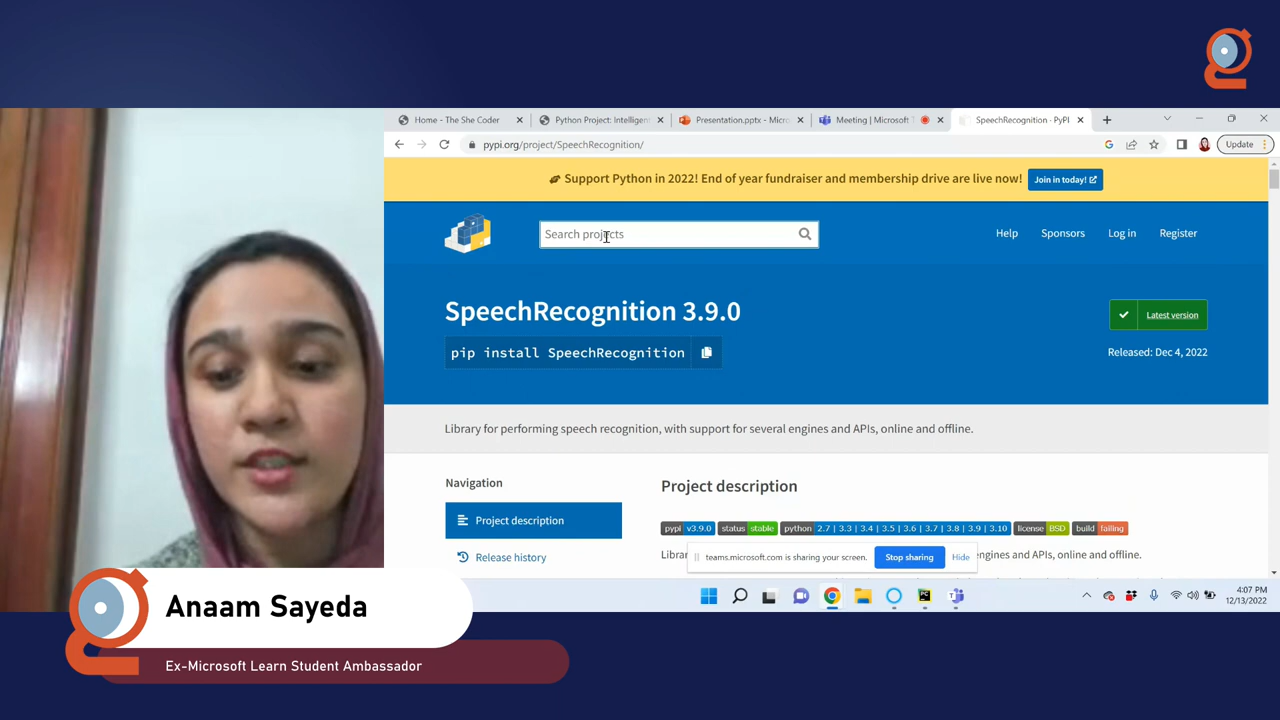 Home - The She Coder
Python Project: Intelligen
Presentation.pptx - Micro
Meeting | Microsoft T
SpeechRecognition · PyPI
pypi.org/project/SpeechRecognition/
Update
Support Python in 2022! End of year fundraiser and membership drive are live now!
Join in today!
Search projects
Help
Sponsors
Log in
Register
SpeechRecognition 3.9.0
pip install SpeechRecognition
Latest version
Released: Dec 4, 2022
Library for performing speech recognition, with support for several engines and APIs, online and offline.
Navigation
Project description
Release history
Project description
pypi v3.9.0 status stable python 2.7 | 3.3 | 3.4 | 3.5 | 3.6 | 3.7 | 3.8 | 3.9 | 3.10 license BSD build failing
Librar
ngines and APIs, online and offline.
teams.microsoft.com is sharing your screen.
Stop sharing
Hide
4:07 PM
12/13/2022
Anaam Sayeda
Ex-Microsoft Learn Student Ambassador